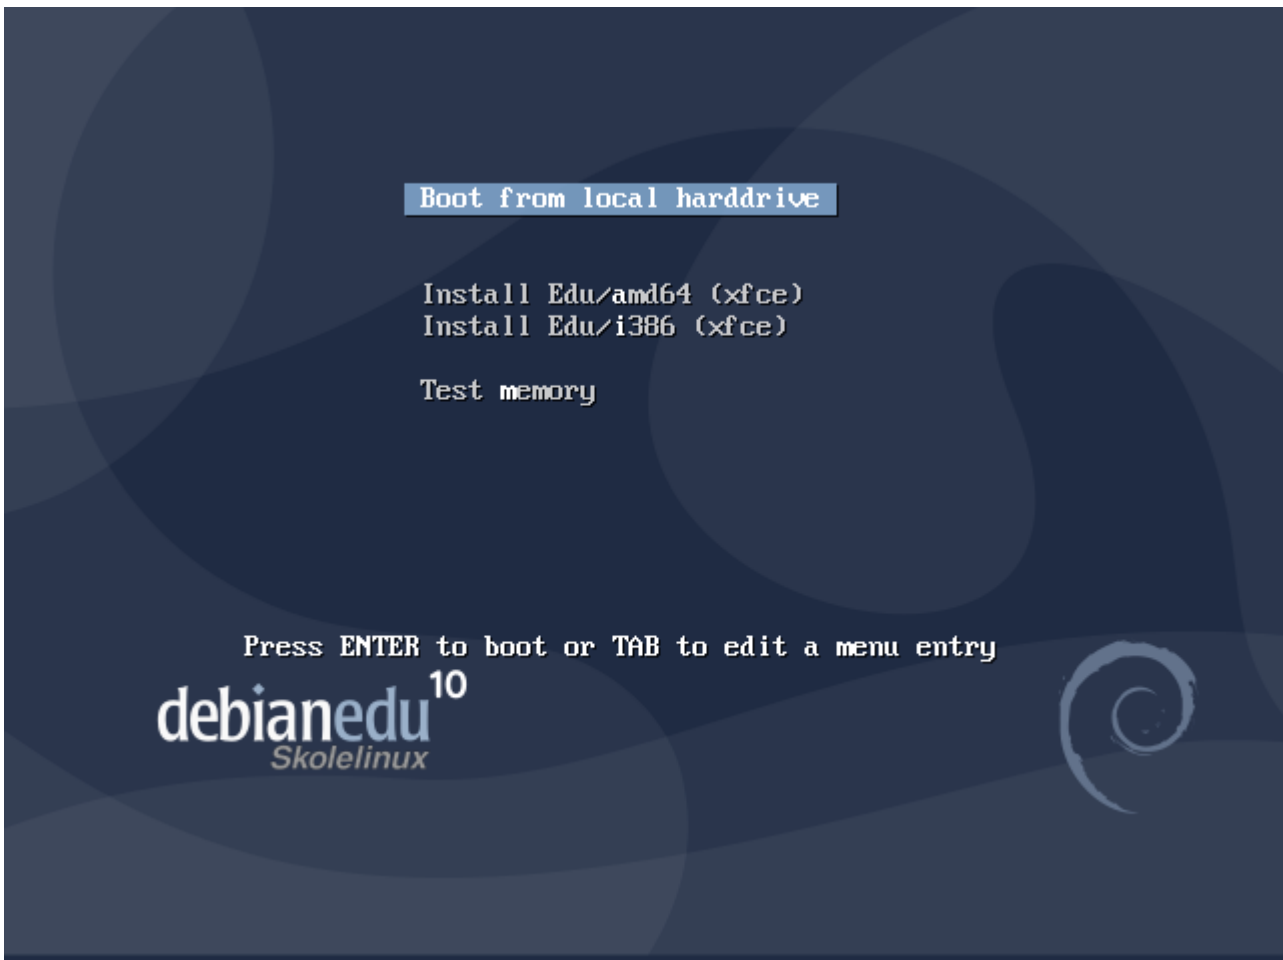 Boot from local harddrive
Install Edu/amd64 (xfce)
Install Edu/i386 (xfce)
Test memory
Press ENTER to boot or TAB to edit a menu entry
debianedu 10
Skolelinux